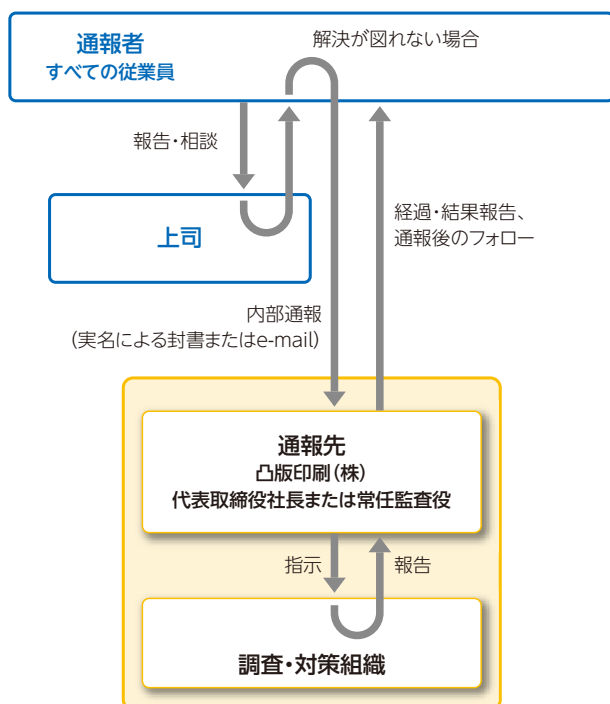 通報者
すべての従業員
解決が図れない場合
報告・相談
上司
経過・結果報告、
通報後のフォロー
内部通報
（実名による封書またはe-mail）
通報先
凸版印刷（株）
代表取締役社長または常任監査役
指示
報告
調査・対策組織